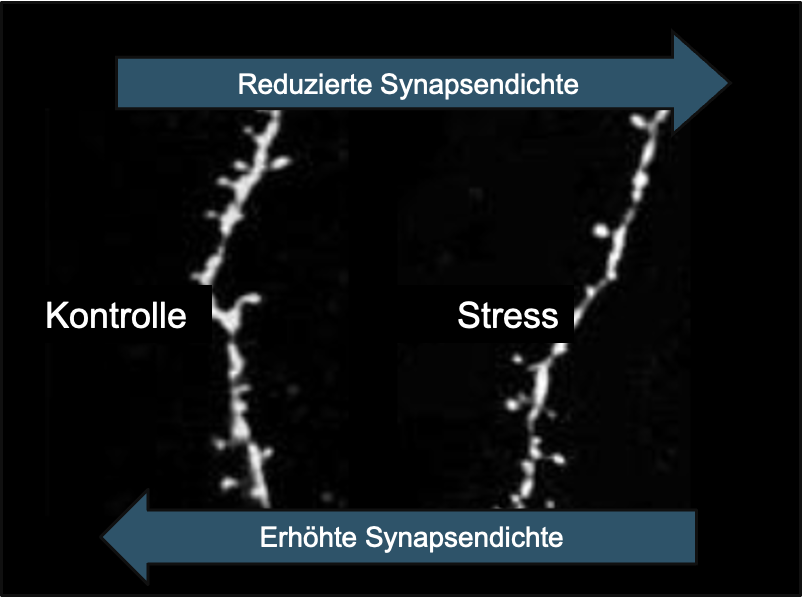 Reduzierte Synapsendichte
Kontrolle
Stress
Erhöhte Synapsendichte